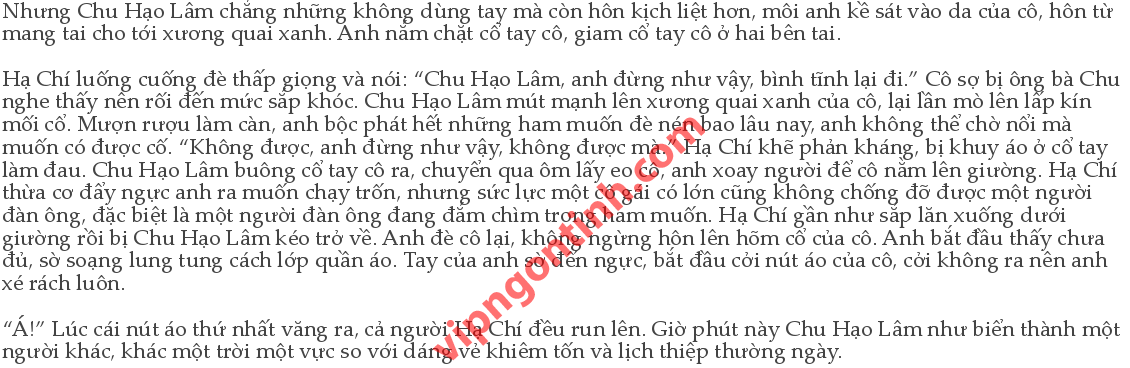 Nhưng Chu Hạo Lâm chẳng những không dùng tay mà còn hôn kịch liệt hơn, môi anh kề sát vào da của cô, hôn từ
mang tai cho tới xương quai xanh. Anh nắm chặt cổ tay cô, giam cổ tay cô ở hai bên tai.
Hạ Chí luống cuống đè thấp giọng và nói: “Chu Hạo Lâm, anh đừng như vậy, bình tĩnh lại đi.” Cô sợ bị ông bà Chu
nghe thấy nên rối đến mức sắp khóc. Chu Hạo Lâm mút mạnh lên xương quai xanh của cô, lại lần mò lên lấp kín
mối cổ. Mượn rượu làm càn, anh bộc phát hết những ham muốn đè nén bao lâu nay, anh không thể chờ nổi mà
muốn có được cố. “Không được, anh đừng như vậy, không được mà.” Hạ Chí khẽ phản kháng, bị khuy áo ở cổ tay
làm đau. Chu Hạo Lâm buông cổ tay cô ra, chuyển qua ôm lấy eo cô, anh xoay người để cô nằm lên giường. Hạ Chí
thừa cơ đẩy ngực anh ra muốn chạy trốn, nhưng sức lực một cô gái có lớn cũng không chống đỡ được một người
đàn ông, đặc biệt là một người đàn ông đang đắm chìm trong ham muốn. Hạ Chí gần như sắp lăn xuống dưới
giường rồi bị Chu Hạo Lâm kéo trở về. Anh đè cô lại, không ngừng hôn lên hõm cổ của cô. Anh bắt đầu thấy chưa
đủ, sờ soạng lung tung cách lớp quần áo. Tay của anh sờ đến ngực, bắt đầu cởi nút áo của cô, cởi không ra nên anh
xé rách luôn.
“Á!” Lúc cái nút áo thứ nhất văng ra, cả người Hạ Chí đều run lên. Giờ phút này Chu Hạo Lâm như biến thành một
người khác, khác một trời một vực so với dáng vẻ khiêm tốn và lịch thiệp thường ngày.
vipngontinh.com